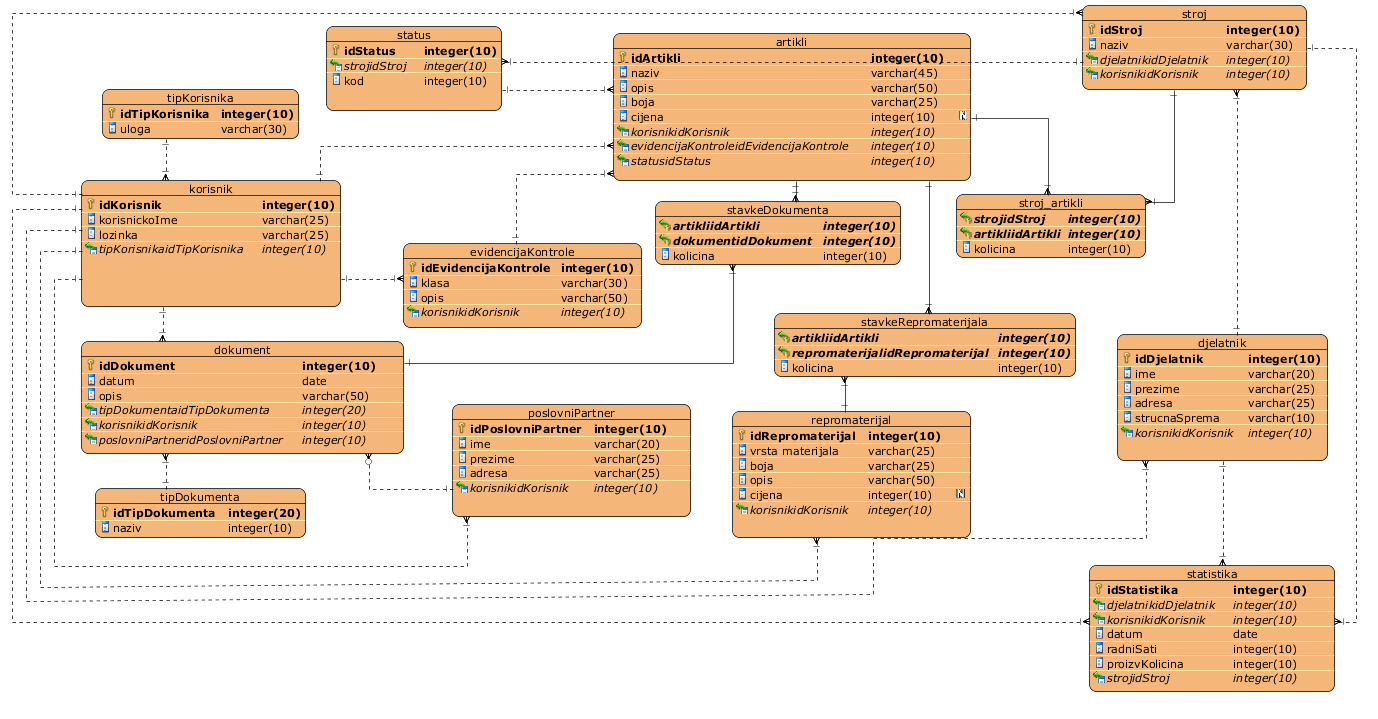 stroj
idStroj integer(10)
naziv varchar(30)
djelatnikidDjelatnik integer(10)
korisnikidKorisnik integer(10)
status
idStatus integer(10)
strojidStroj integer(10)
kod integer(10)
artikli
idArtikli integer(10)
naziv varchar(45)
opis varchar(50)
boja varchar(25)
cijena integer(10) N
korisnikidKorisnik integer(10)
evidencijaKontroleidEvidencijaKontrole integer(10)
statusidStatus integer(10)
tipKorisnika
idTipKorisnika integer(10)
uloga varchar(30)
korisnik
idKorisnik integer(10)
korisnickoIme varchar(25)
lozinka varchar(25)
tipKorisnikaidTipKorisnika integer(10)
stavkeDokumenta
artikliidArtikli integer(10)
dokumentidDokument integer(10)
kolicina integer(10)
stroj_artikli
strojidStroj integer(10)
artikliidArtikli integer(10)
kolicina integer(10)
evidencijaKontrole
idEvidencijaKontrole integer(10)
klasa varchar(30)
opis varchar(50)
korisnikidKorisnik integer(10)
stavkeRepromaterijala
artikliidArtikli integer(10)
repromaterijalidRepromaterijal integer(10)
kolicina integer(10)
dokument
idDokument integer(10)
datum date
opis varchar(50)
tipDokumentaidTipDokumenta integer(20)
korisnikidKorisnik integer(10)
poslovniPartneridPoslovniPartner integer(10)
djelatnik
idDjelatnik integer(10)
ime varchar(20)
prezime varchar(25)
adresa varchar(25)
strucnaSprema varchar(10)
korisnikidKorisnik integer(10)
poslovniPartner
idPoslovniPartner integer(10)
ime varchar(20)
prezime varchar(25)
adresa varchar(25)
korisnikidKorisnik integer(10)
repromaterijal
idRepromaterijal integer(10)
vrsta materijala varchar(25)
boja varchar(25)
opis varchar(50)
cijena integer(10) N
korisnikidKorisnik integer(10)
tipDokumenta
idTipDokumenta integer(20)
naziv integer(10)
statistika
idStatistika integer(10)
djelatnikidDjelatnik integer(10)
korisnikidKorisnik integer(10)
datum date
radniSati integer(10)
proizvKolicina integer(10)
strojidStroj integer(10)